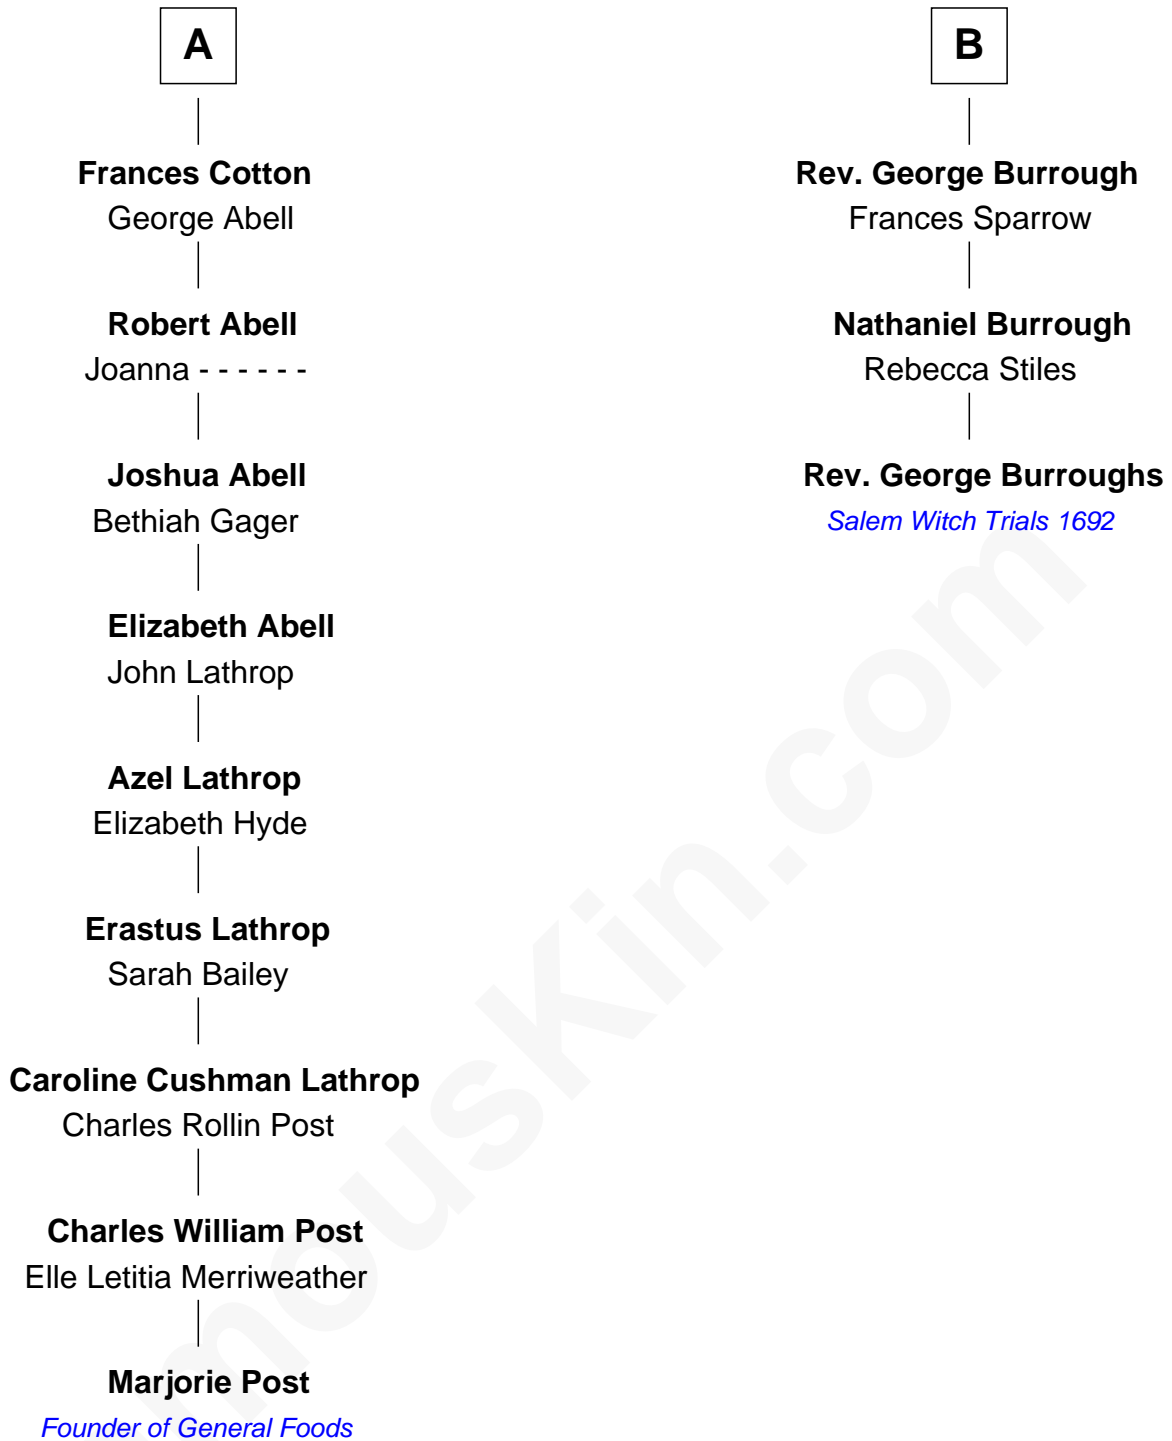 A
Frances Cotton
George Abell
Robert Abell
Joanna - - - - - -
Joshua Abell
Bethiah Gager
Elizabeth Abell
John Lathrop
Azel Lathrop
Elizabeth Hyde
Erastus Lathrop
Sarah Bailey
Caroline Cushman Lathrop
Charles Rollin Post
Charles William Post
Elle Letitia Merriweather
Marjorie Post
Founder of General Foods
B
Rev. George Burrough
Frances Sparrow
Nathaniel Burrough
Rebecca Stiles
Rev. George Burroughs
Salem Witch Trials 1692
mouskin.com